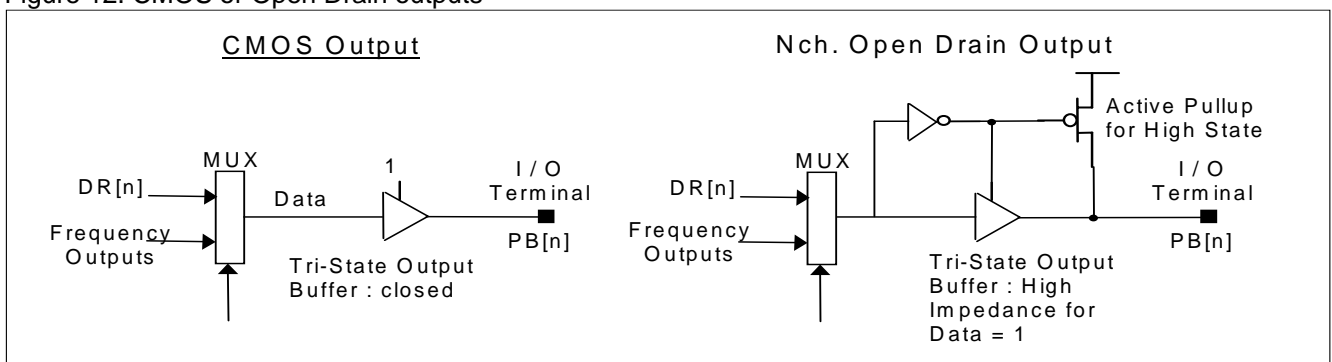 Figure 12. CMOS or Open Drain outputs
CMOS Output
MUX
DR[n]
Frequency
Outputs
Data
1
I / O
Terminal
PB[n]
Tri-State Output
Buffer : closed
Nch. Open Drain Output
MUX
DR[n]
Frequency
Outputs
Active Pullup
for High State
I / O
Terminal
PB[n]
Tri-State Output
Buffer : High
Impedance for
Data = 1